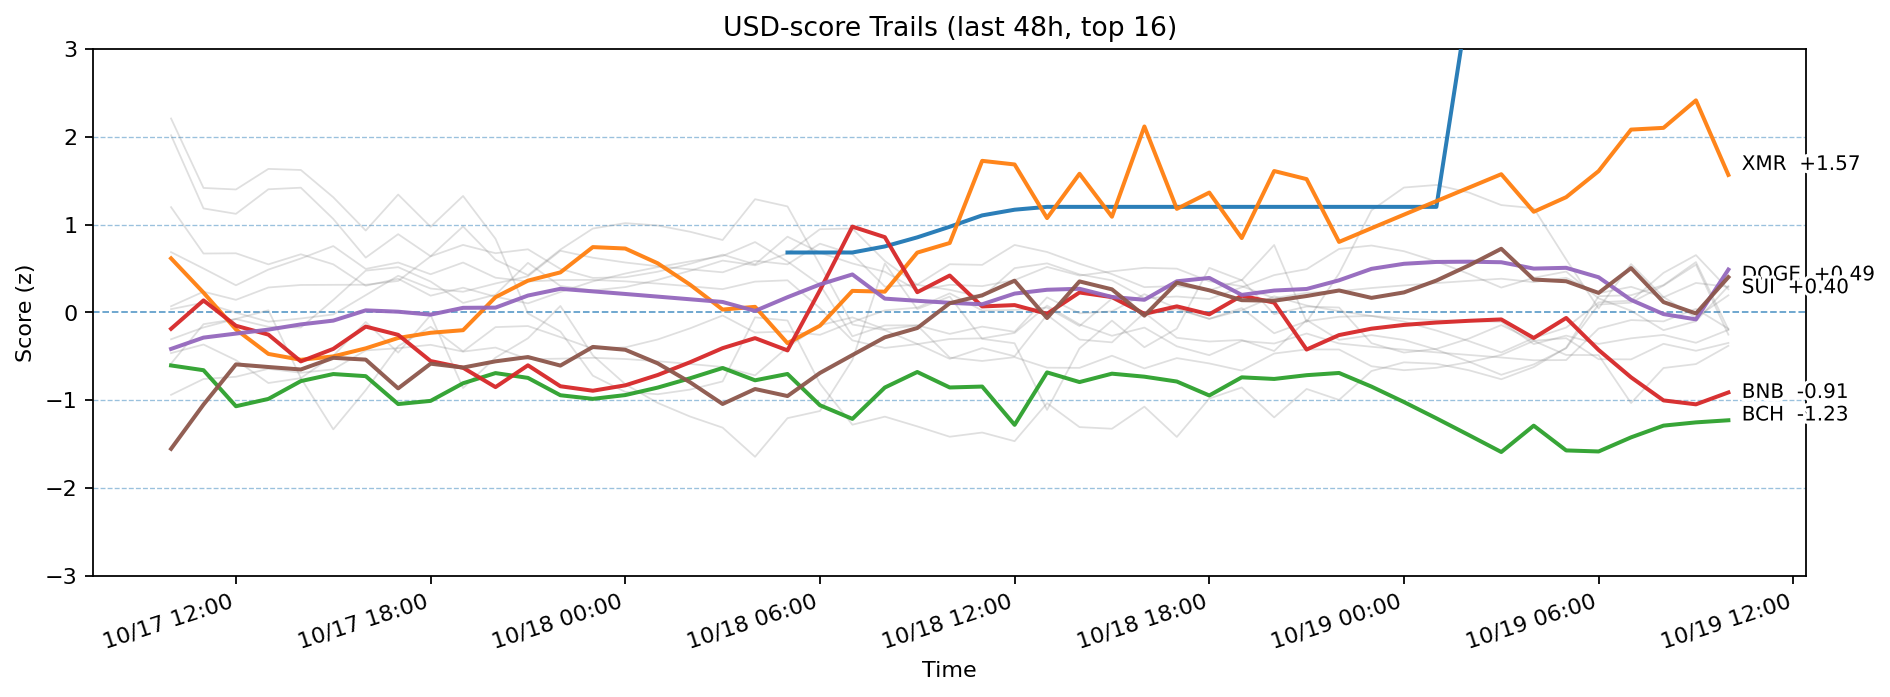 USD-score Trails (last 48h, top 16)
Score (z)
3
2
1
0
−1
−2
−3
XMR +1.57
DOGE +0.49
SUI +0.40
BNB -0.91
BCH -1.23
10/17 12:00
10/17 18:00
10/18 00:00
10/18 06:00
10/18 12:00
10/18 18:00
10/19 00:00
10/19 06:00
10/19 12:00
Time